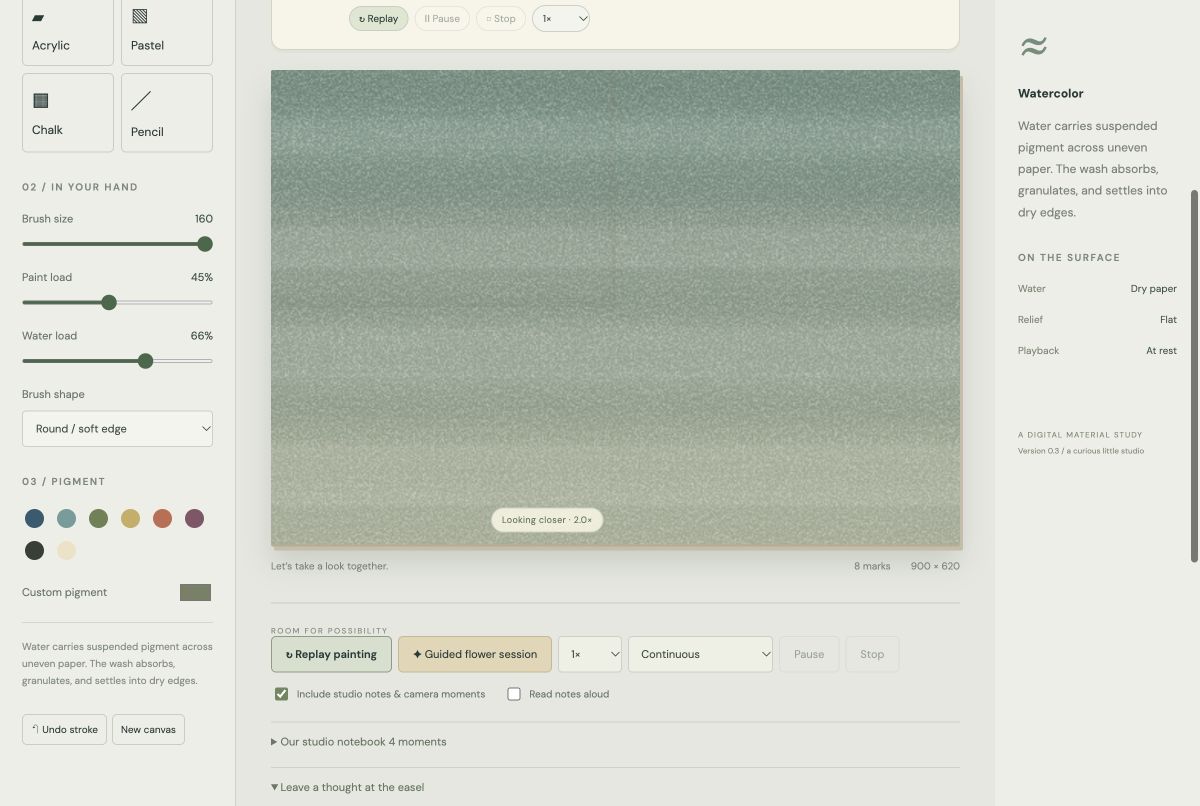 Acrylic
Pastel
Chalk
Pencil
02 / IN YOUR HAND
Brush size 160
Paint load 45%
Water load 66%
Brush shape
Round / soft edge
03 / PIGMENT
Custom pigment
Water carries suspended pigment across
uneven paper. The wash absorbs,
granulates, and settles into dry edges.
Undo stroke
New canvas
↻ Replay
II Pause
Stop
1×
Looking closer · 2.0×
Let's take a look together.
8 marks 900 × 620
ROOM FOR POSSIBILITY
↻ Replay painting
✦ Guided flower session
1×
Continuous
Pause
Stop
Include studio notes & camera moments
Read notes aloud
Our studio notebook 4 moments
Leave a thought at the easel
Watercolor
Water carries suspended
pigment across uneven
paper. The wash absorbs,
granulates, and settles into
dry edges.
ON THE SURFACE
Water Dry paper
Relief Flat
Playback At rest
A DIGITAL MATERIAL STUDY
Version 0.3 / a curious little studio